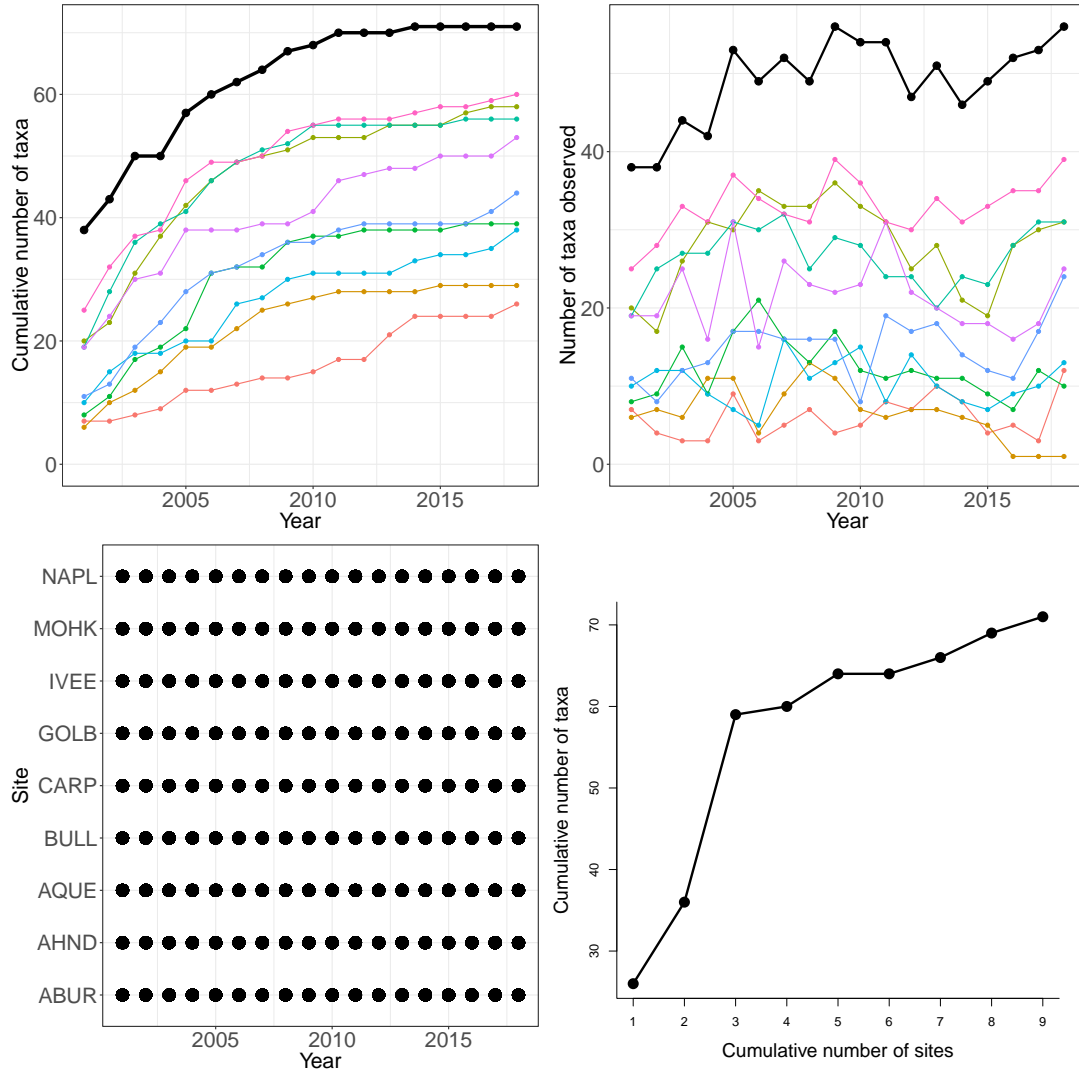 Cumulative number of taxa
60
40
20
0
2005 2010 2015
Year
Number of taxa observed
40
20
0
2005 2010 2015
Year
Site
NAPL
MOHK
IVEE
GOLB
CARP
BULL
AQUE
AHND
ABUR
2005 2010 2015
Year
Cumulative number of taxa
70
60
50
40
30
1 2 3 4 5 6 7 8 9
Cumulative number of sites